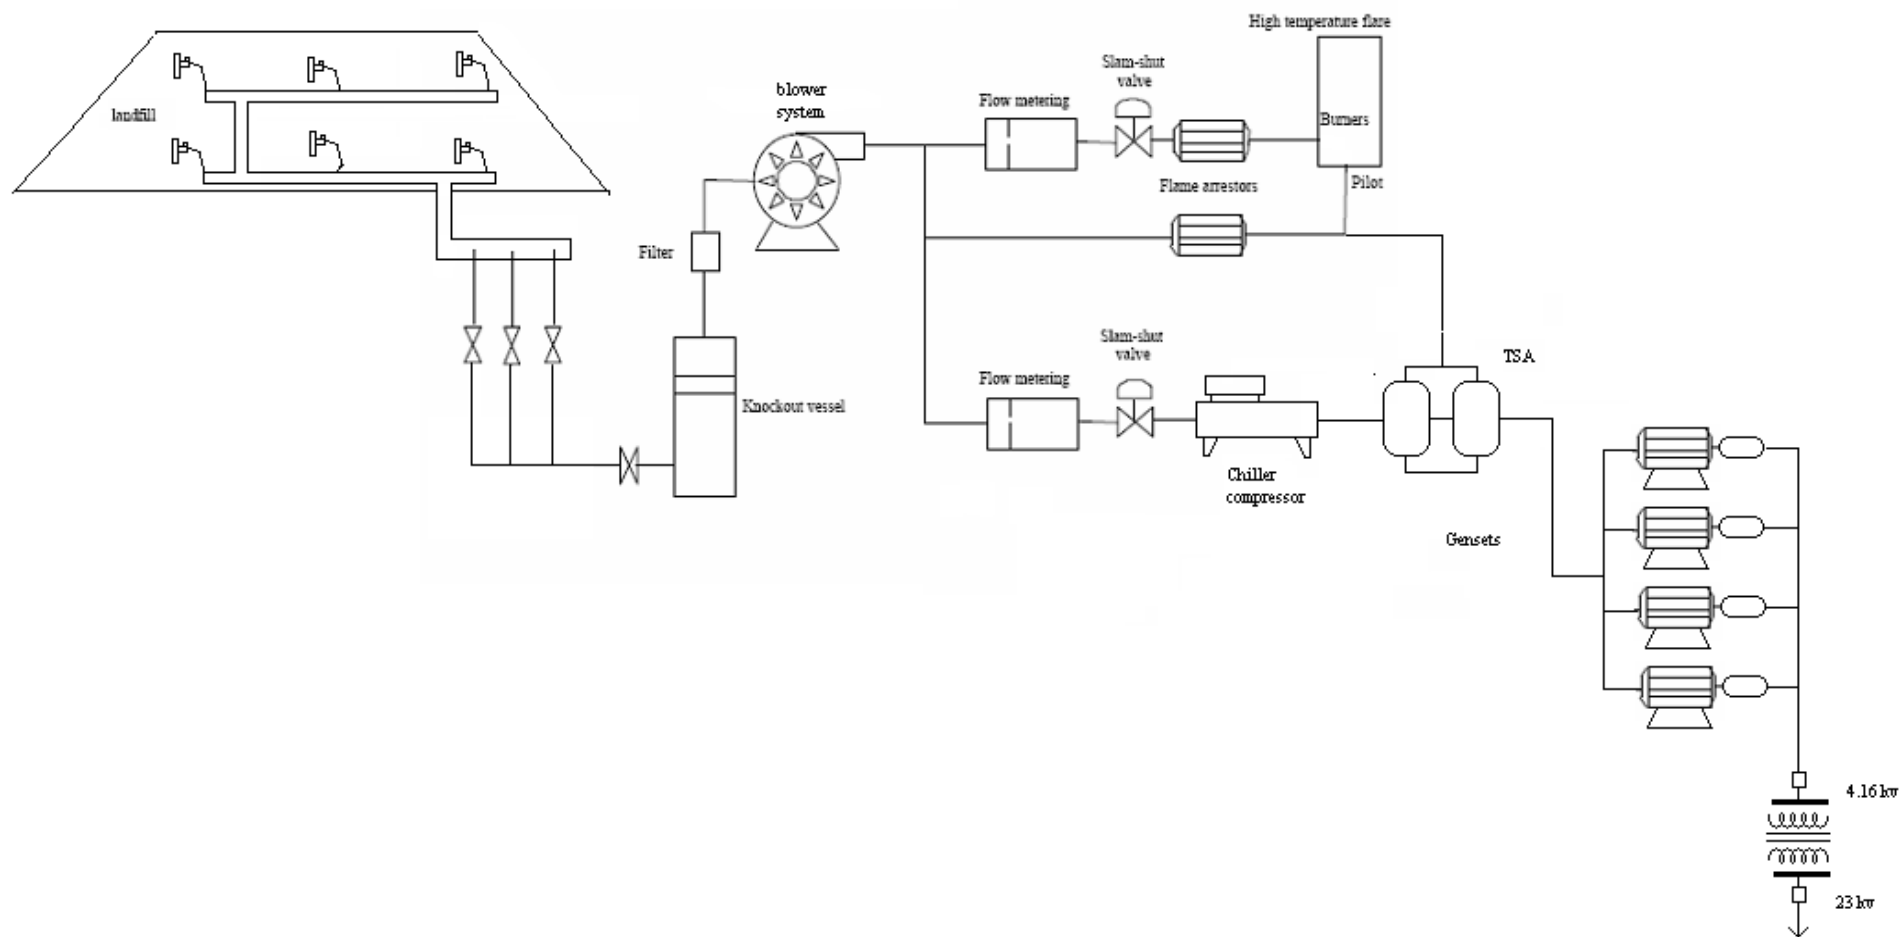 High temperature flare
Slam-shut
valve
blower
system
Flow metering
landfill
Burners
Flame arrestors
Pilot
Filter
Slam-shut
valve
TSA
Flow metering
Knockout vessel
Chiller
compressor
Gensets
4.16 kv
23 kv